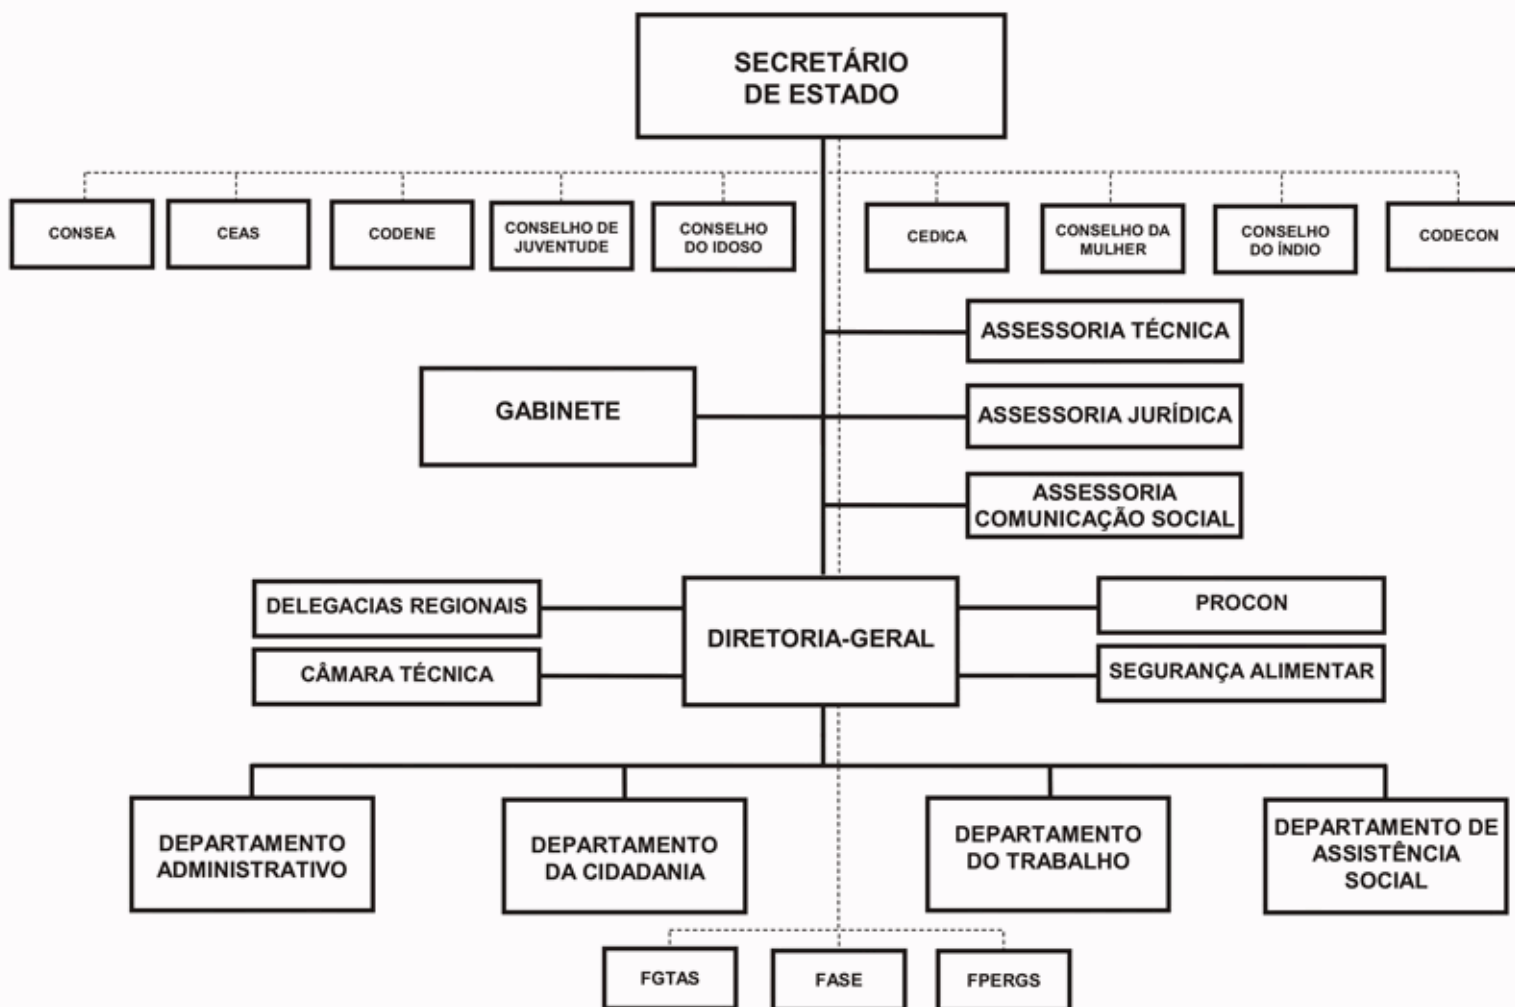 SECRETÁRIO
DE ESTADO
CONSEA
CEAS
CODENE
CONSELHO DE
JUVENTUDE
CONSELHO
DO IDOSO
CEDICA
CONSELHO DA
MULHER
CONSELHO
DO ÍNDIO
CODECON
ASSESSORIA TÉCNICA
GABINETE
ASSESSORIA JURÍDICA
ASSESSORIA
COMUNICAÇÃO SOCIAL
DELEGACIAS REGIONAIS
DIRETORIA-GERAL
PROCON
CÂMARA TÉCNICA
SEGURANÇA ALIMENTAR
DEPARTAMENTO
ADMINISTRATIVO
DEPARTAMENTO
DA CIDADANIA
DEPARTAMENTO
DO TRABALHO
DEPARTAMENTO DE
ASSISTÊNCIA
SOCIAL
FGTAS
FASE
FPERGS